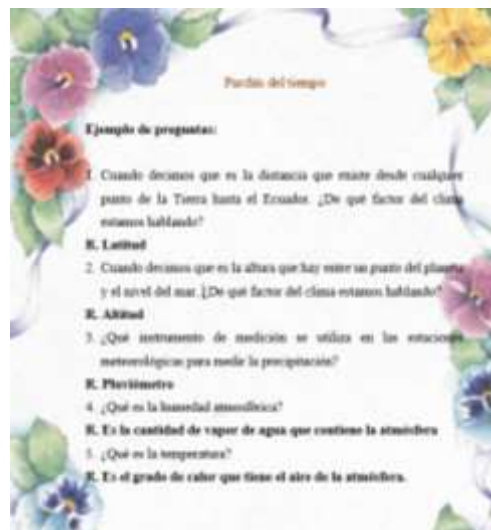 Parchís del tiempo
Ejemplo de preguntas:
1. Cuando decimos que es la distancia que existe desde cualquier
punto de la Tierra hasta el Ecuador. ¿De qué factor del clima
estamos hablando?
R. Latitud
2. Cuando decimos que es la altura que hay entre un punto del planeta
y el nivel del mar. ¿De qué factor del clima estamos hablando?
R. Altitud
3. ¿Qué instrumento de medición se utiliza en las estaciones
meteorológicas para medir la precipitación?
R. Pluviómetro
4. ¿Qué es la humedad atmosférica?
R. Es la cantidad de vapor de agua que contiene la atmósfera
5. ¿Qué es la temperatura?
R. Es el grado de calor que tiene el aire de la atmósfera.